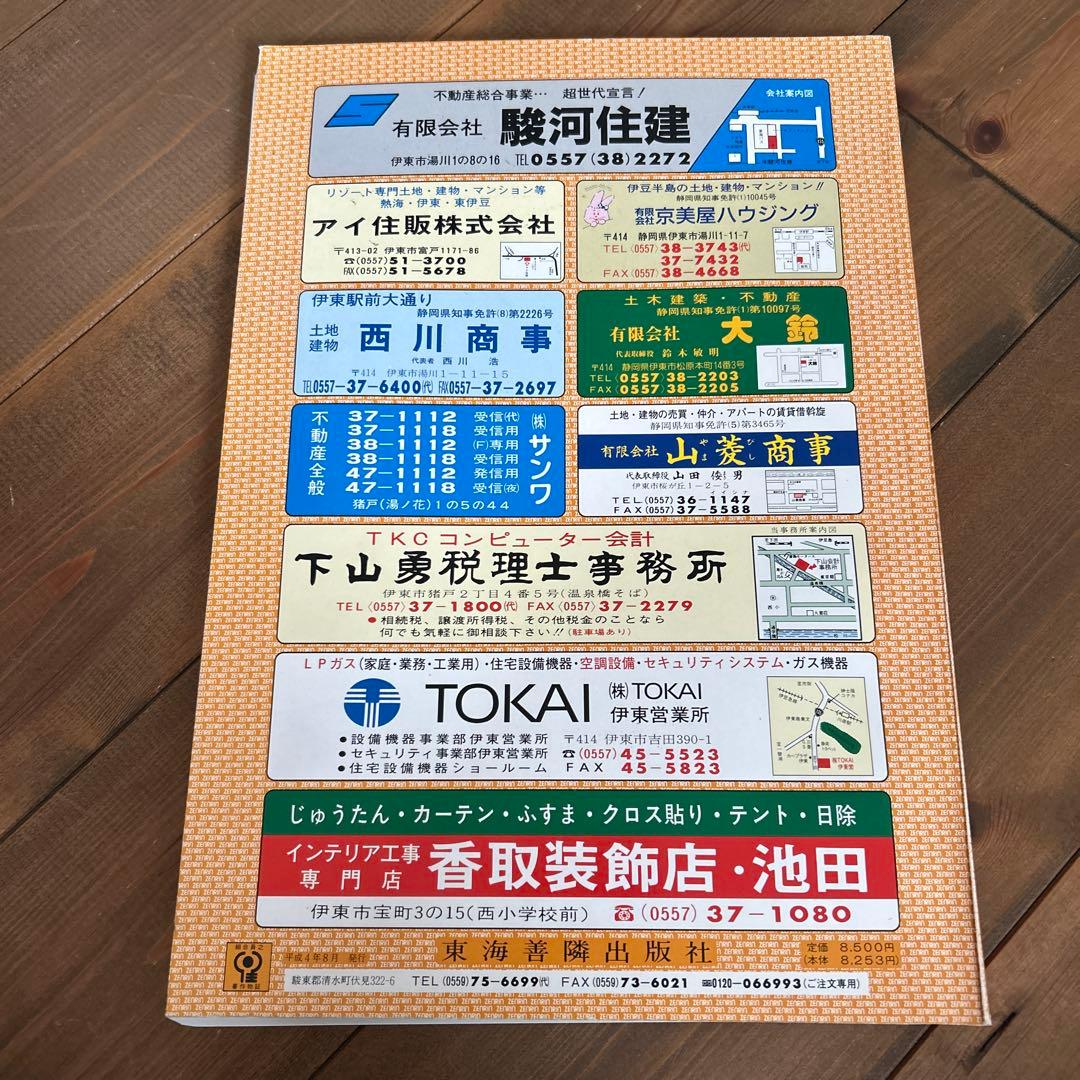 不動産総合事業… 超世代宣言!
有限会社 駿河住建
伊東市湯川1の8の16 TEL 0557(38)2272
会社案内図
リゾート専門土地・建物・マンション等
熱海・伊東・東伊豆
アイ住販株式会社
〒413-02 伊東市富戸1171-86
☎(0557)51-3700
FAX(0557)51-5678
伊豆半島の土地・建物・マンション!!
静岡県知事免許(1)10045号
有限会社 京美屋ハウジング
〒414 静岡県伊東市湯川1-11-7
TEL(0557)38-3743(代)
37-7432
FAX(0557)38-4668
伊東駅前大通り
静岡県知事免許(8)第2226号
土地建物 西川商事
代表者 西川 浩
〒414 伊東市湯川1-11-15
TEL0557-37-6400(代) FAX0557-37-2697
土木建築・不動産
静岡県知事免許(1)第10097号
有限会社 大鈴
代表取締役 鈴木敏明
〒414 静岡県伊東市松原本町14番3号
TEL(0557)38-2203
FAX(0557)38-2205
不動産全般
37-1112 受信(代)
37-1118 受信用
38-1112 (F)専用
38-1118 受信用
47-1112 発信用
47-1118 受信(夜)
㈱サンワ
猪戸(湯ノ花)1の5の44
土地・建物の売買・仲介・アパートの賃貸借斡旋
静岡県知事免許(5)第3465号
有限会社 山菱商事
やまびし
代表取締役 山田俊男
伊東市桜が丘1-2-5
イイシナ
TEL(0557)36-1147
FAX(0557)37-5588
TKCコンピューター会計
下山勇税理士事務所
伊東市猪戸2丁目4番5号(温泉橋そば)
TEL(0557)37-1800(代) FAX(0557)37-2279
●相続税、譲渡所得税、その他税金のことなら
何でも気軽に御相談下さい!!(駐車場あり)
当事務所案内図
下山会計事務所
LPガス(家庭・業務・工業用)・住宅設備機器・空調設備・セキュリティシステム・ガス機器
TOKAI ㈱TOKAI
伊東営業所
●設備機器事業部伊東営業所 〒414 伊東市吉田390-1
●セキュリティ事業部伊東営業所 ☎(0557)45-5523
●住宅設備機器ショールーム FAX 45-5823
㈱TOKAI
じゅうたん・カーテン・ふすま・クロス貼り・テント・日除
インテリア工事専門店 香取装飾店・池田
伊東市宝町3の15(西小学校前) ☎(0557)37-1080
平成4年8月 発行
東海善隣出版社
定価 8,500円
(本体 8,253円)
駿東郡清水町伏見322-6 TEL(0559)75-6699(代) FAX(0559)73-6021 0120-066993(ご注文専用)
ZENRIN